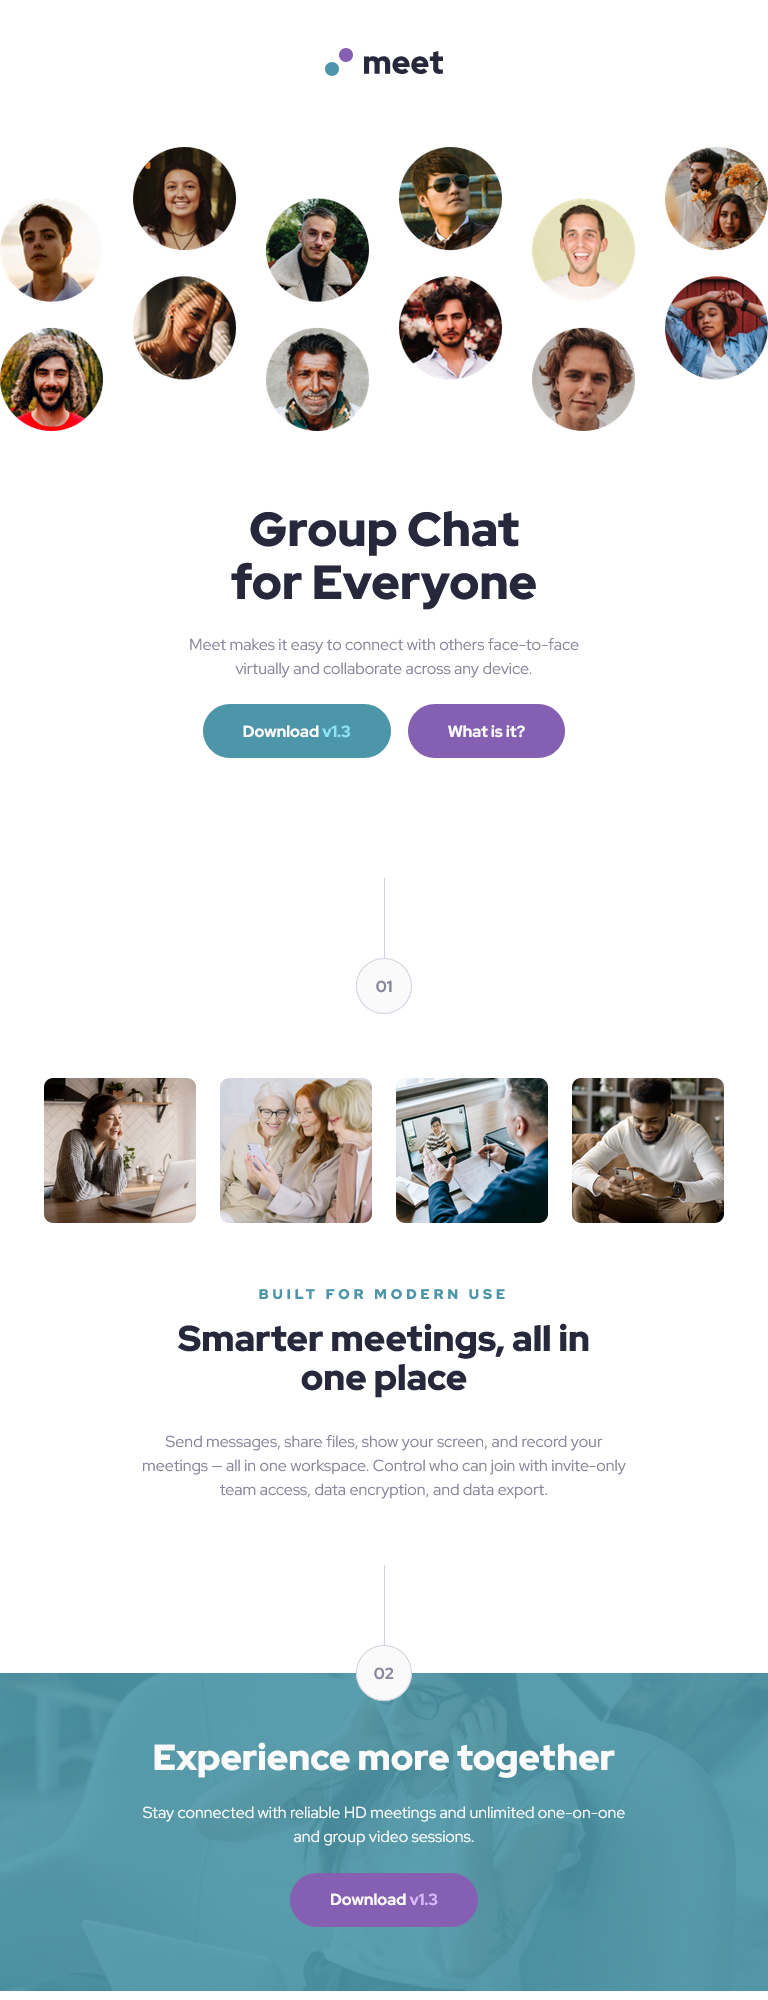 meet
Group Chat
for Everyone
Meet makes it easy to connect with others face-to-face
virtually and collaborate across any device.
Download v1.3
What is it?
01
BUILT FOR MODERN USE
Smarter meetings, all in
one place
Send messages, share files, show your screen, and record your
meetings — all in one workspace. Control who can join with invite-only
team access, data encryption, and data export.
02
Experience more together
Stay connected with reliable HD meetings and unlimited one-on-one
and group video sessions.
Download v1.3